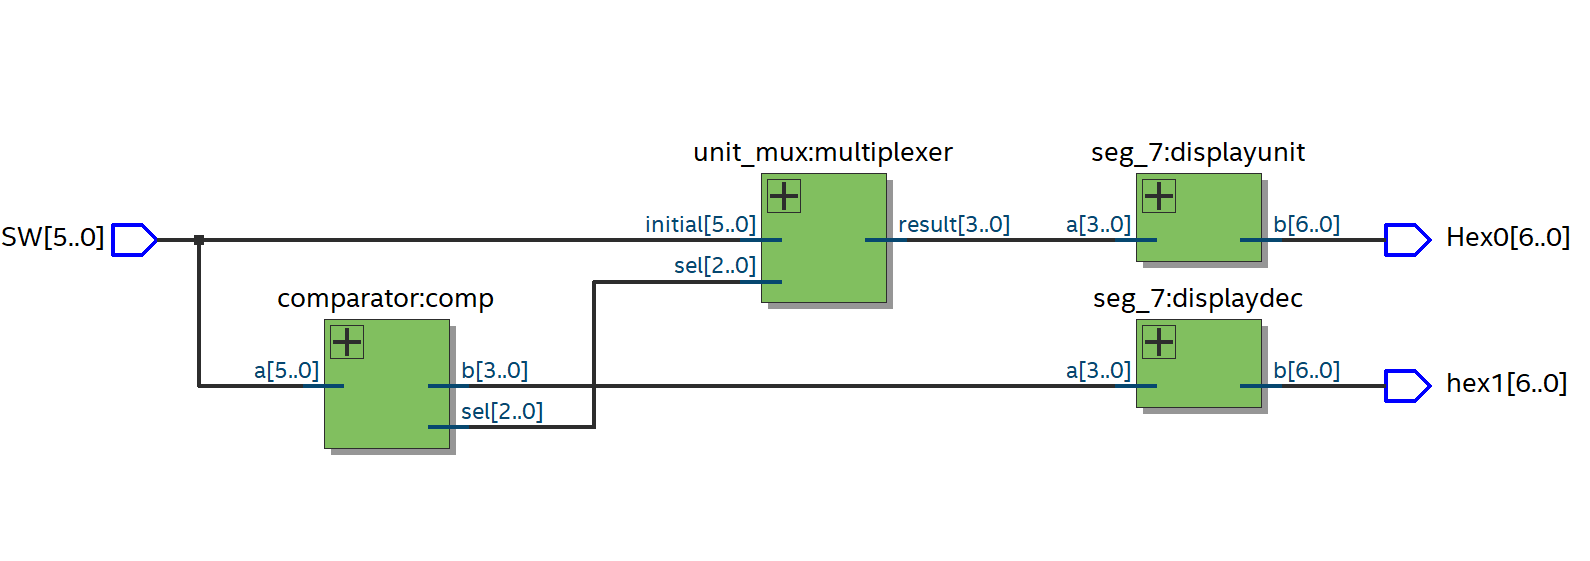 unit_mux:multiplexer
seg_7:displayunit
SW[5..0]
initial[5..0]
result[3..0]
a[3..0]
b[6..0]
Hex0[6..0]
sel[2..0]
comparator:comp
seg_7:displaydec
a[5..0]
b[3..0]
a[3..0]
b[6..0]
hex1[6..0]
sel[2..0]